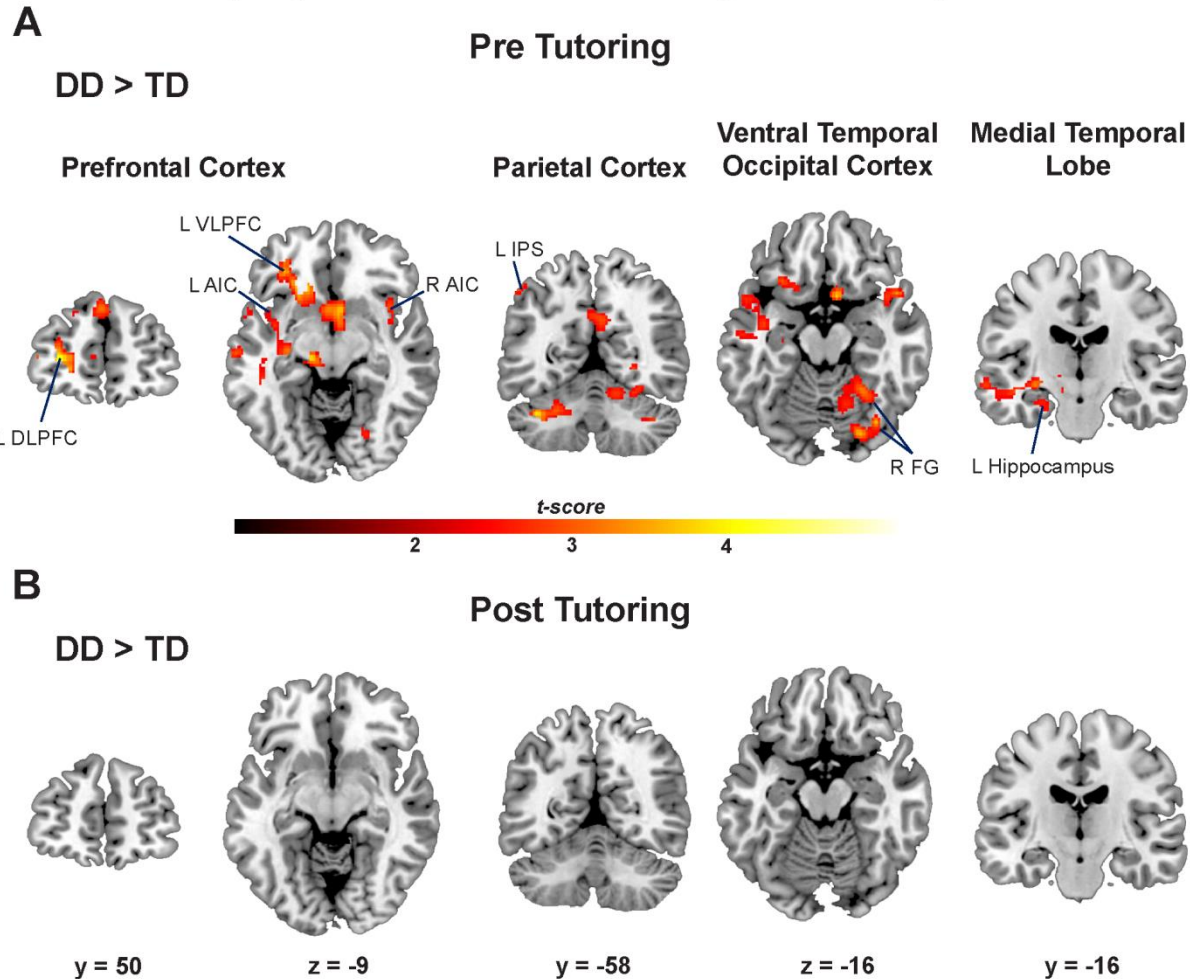 A
Pre Tutoring
DD > TD
Prefrontal Cortex
Parietal Cortex
Ventral Temporal
Occipital Cortex
Medial Temporal
Lobe
L VLPFC
L AIC
R AIC
L IPS
L DLPFC
R FG
L Hippocampus
t-score
2 3 4
B
Post Tutoring
DD > TD
y = 50 z = -9 y = -58 z = -16 y = -16